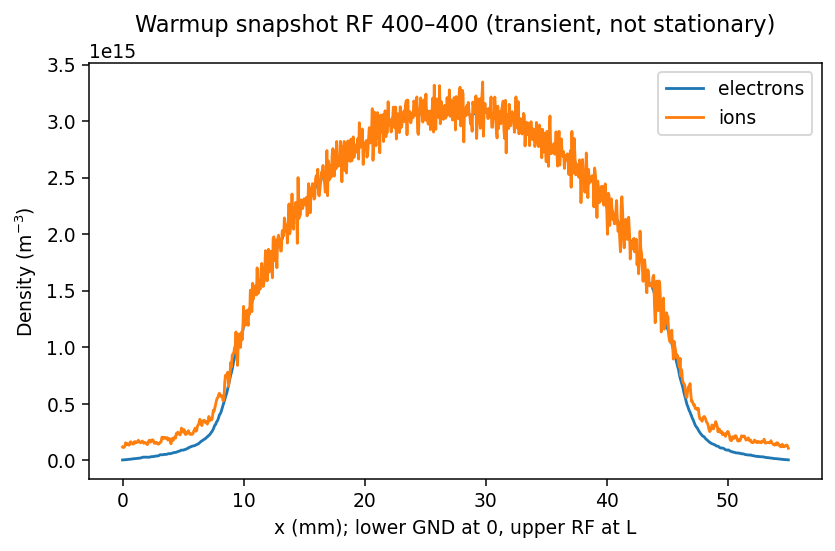 Warmup snapshot RF 400–400 (transient, not stationary)
1e15
3.5
3.0
2.5
2.0
1.5
1.0
0.5
0.0
Density (m⁻³)
electrons
ions
0 10 20 30 40 50
x (mm); lower GND at 0, upper RF at L